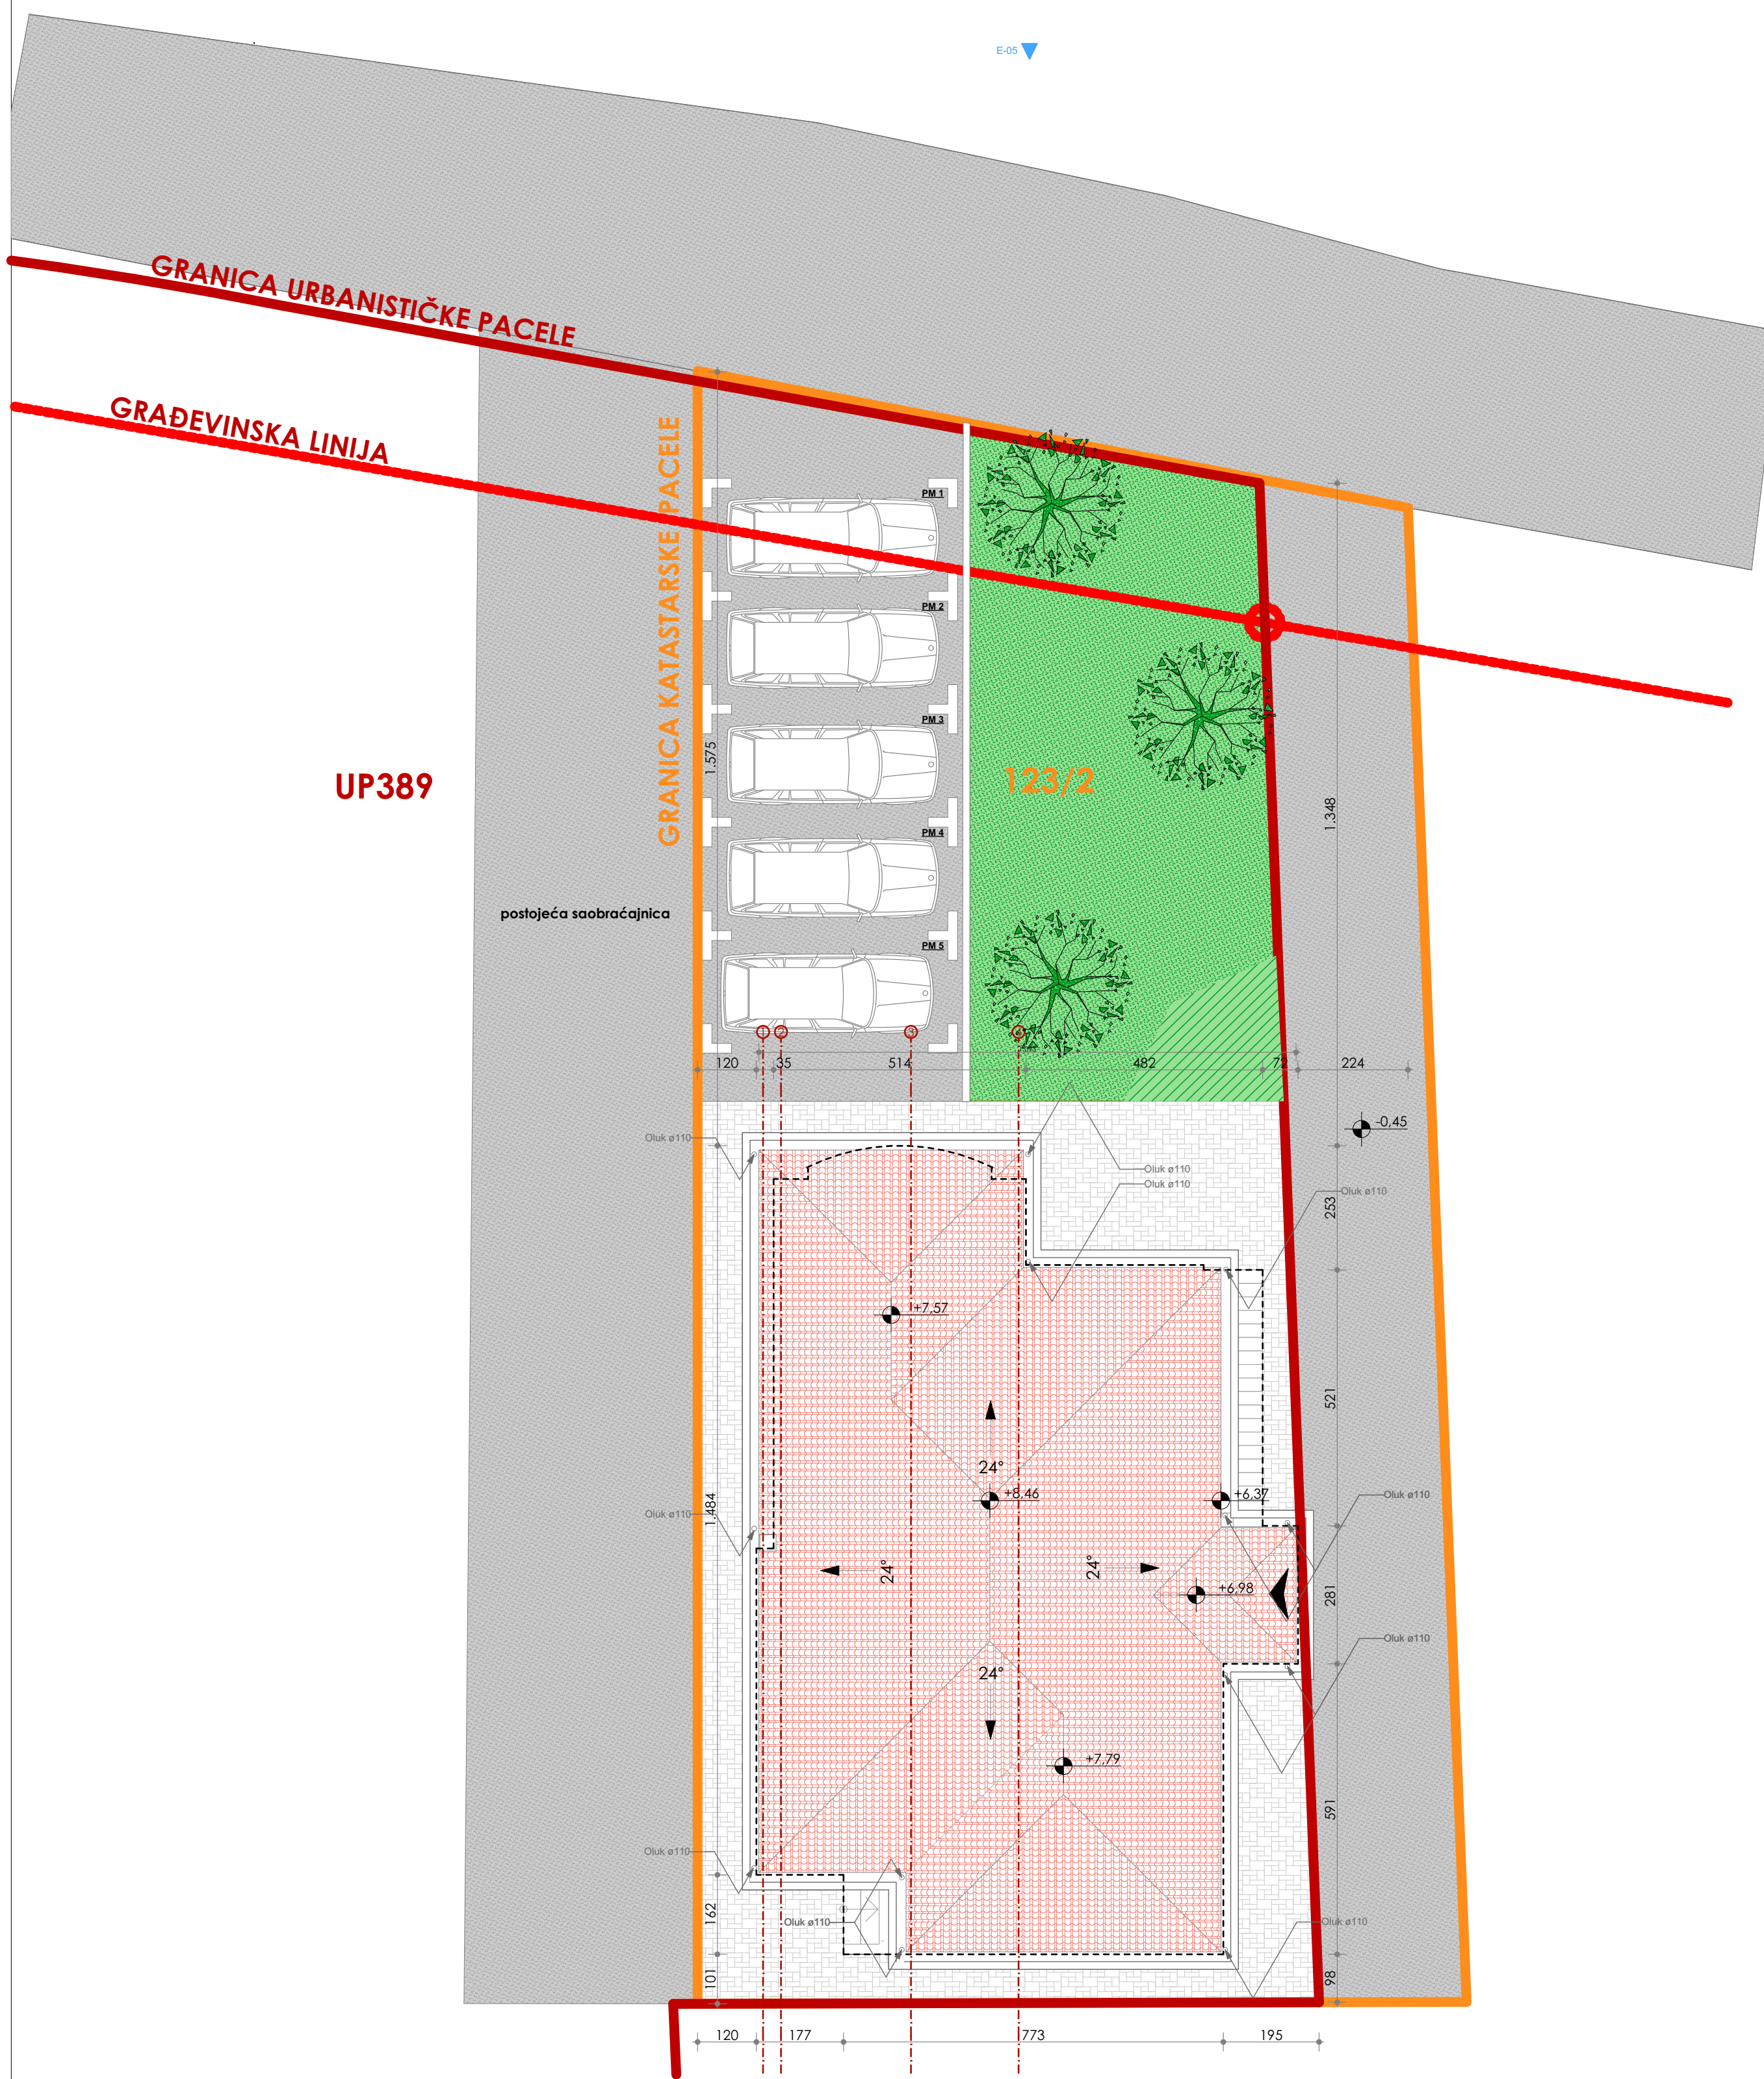 E-05
GRANICA URBANISTIČKE PACELE
GRAĐEVINSKA LINIJA
GRANICA KATASTARSKE PACELE
PM 1
PM 2
PM 3
1.575
123/2
UP389
1.348
PM 4
postojeća saobraćajnica
PM 5
1
2
3
4
120
35
514
482
72
224
-0,45
Oluk ø110
Oluk ø110
Oluk ø110
Oluk ø110
253
+7,57
521
24°
+8,46
+6,37
Oluk ø110
1.484
Oluk ø110
24°
24°
+6,98
281
Oluk ø110
24°
+7,79
591
Oluk ø110
162
Oluk ø110
Oluk ø110
101
98
120
177
773
195